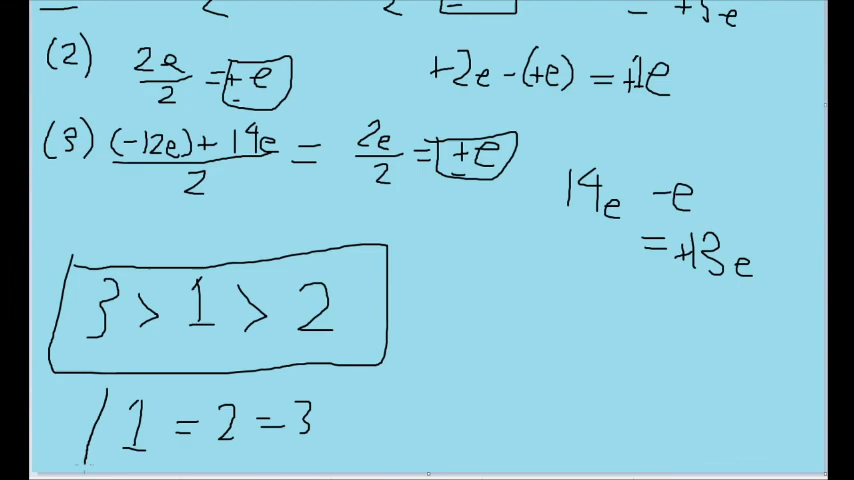 = +3e
(2) 2e/2 = +e +2e - (+e) = +1e
(3) (-12e) + 14e/2 = 2e/2 = +e
14e - e
= +13e
3 > 1 > 2
/ 1 = 2 = 3